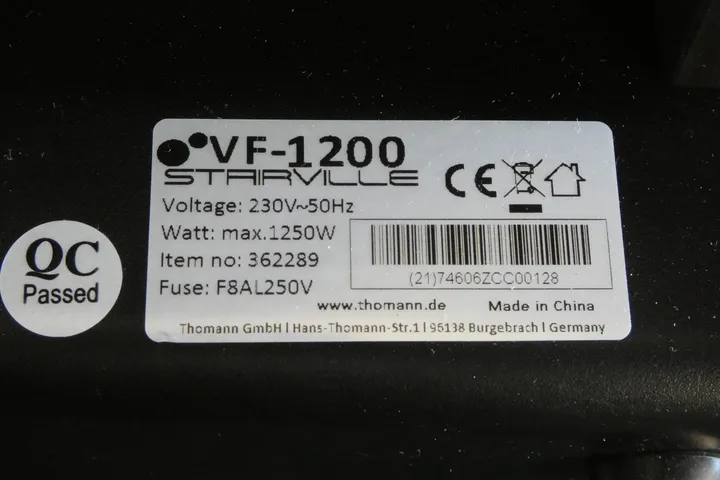 VF-1200
STAIRVILLE
CE
Voltage: 230V~50Hz
Watt: max.1250W
Item no: 362289
Fuse: F8AL250V
(21)74606ZCC00128
www.thomann.de Made in China
Thomann GmbH I Hans-Thomann-Str.1 I 96138 Burgebrach I Germany
QC
Passed